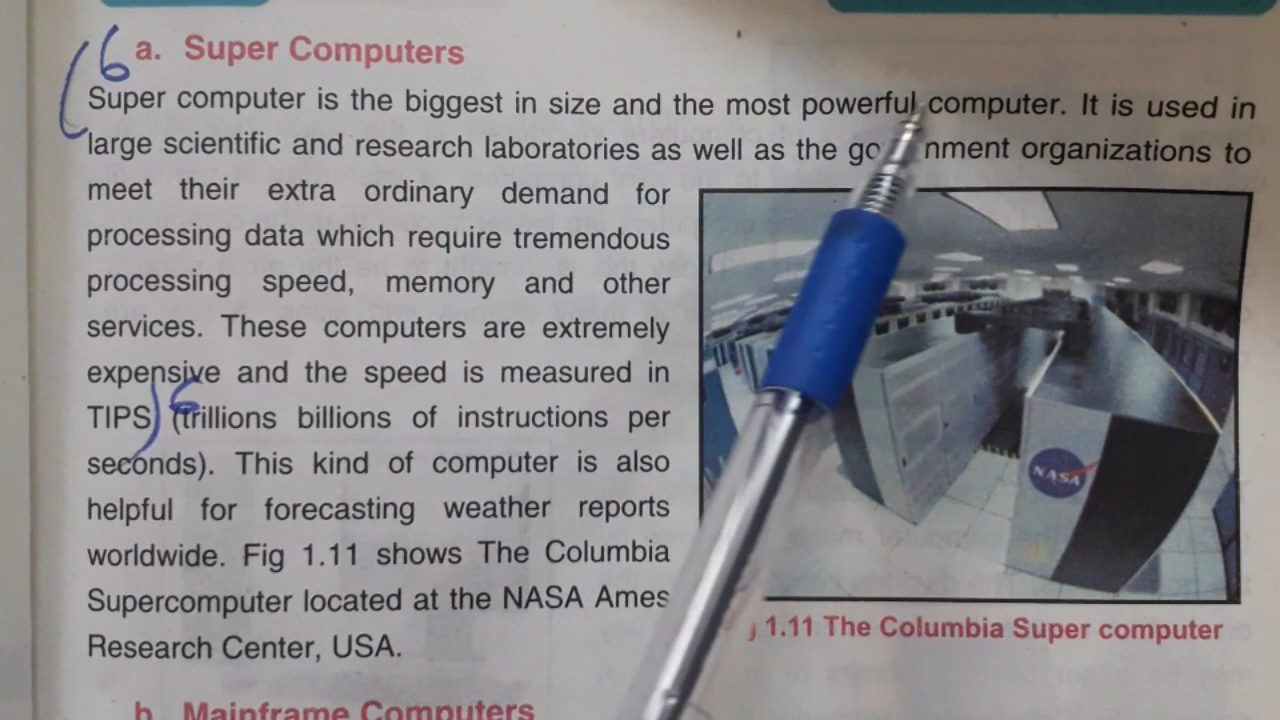 6 a. Super Computers
Super computer is the biggest in size and the most powerful computer. It is used in
large scientific and research laboratories as well as the go nment organizations to
meet their extra ordinary demand for
processing data which require tremendous
processing speed, memory and other
services. These computers are extremely
expensive and the speed is measured in
TIPS) 6 (trillions billions of instructions per
seconds). This kind of computer is also
helpful for forecasting weather reports
worldwide. Fig 1.11 shows The Columbia
Supercomputer located at the NASA Ames
Research Center, USA.
NASA
1.11 The Columbia Super computer
b Mainframe Computers